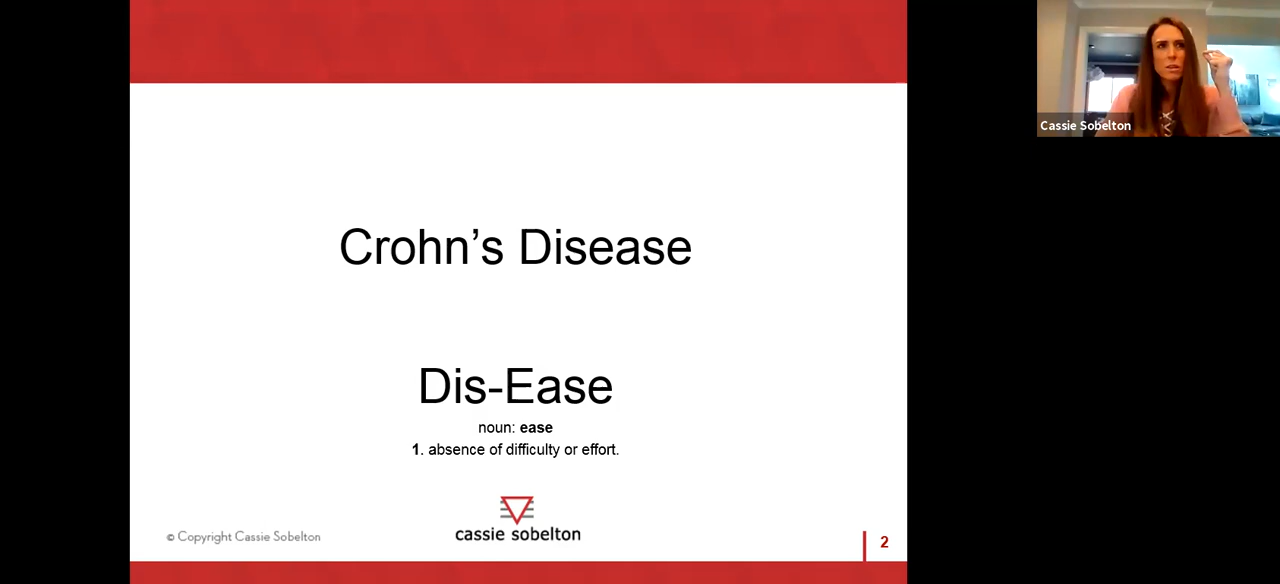 Cassie Sobelton
Crohn’s Disease
Dis-Ease
noun: ease
1. absence of difficulty or effort.
cassie sobelton
© Copyright Cassie Sobelton
2